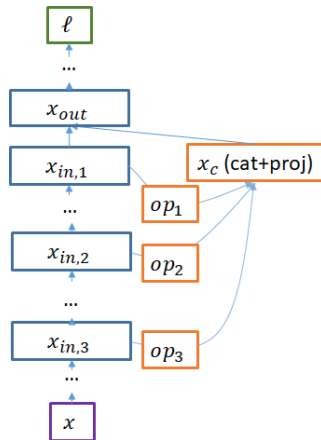 ℓ
...
x_out
x_in,1
x_c (cat+proj)
op_1
...
x_in,2
op_2
...
x_in,3
op_3
...
x